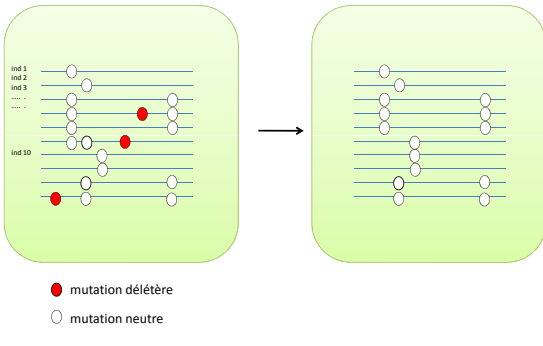 ind 1
ind 2
ind 3
.... .
.... .
ind 10
mutation délétère
mutation neutre